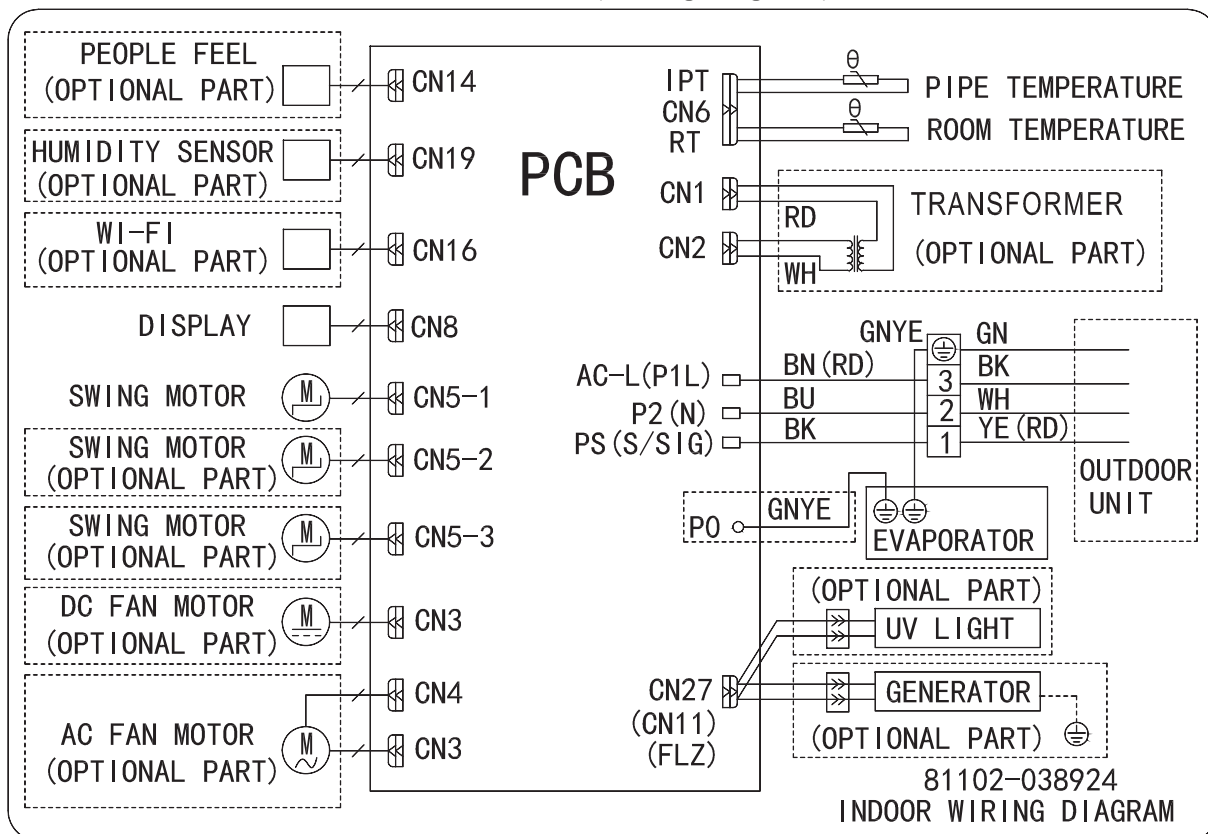 PEOPLE FEEL
(OPTIONAL PART)
CN14
HUMIDITY SENSOR
(OPTIONAL PART)
CN19
WI-FI
(OPTIONAL PART)
CN16
DISPLAY
CN8
SWING MOTOR
M
CN5-1
SWING MOTOR
(OPTIONAL PART)
M
CN5-2
SWING MOTOR
(OPTIONAL PART)
M
CN5-3
DC FAN MOTOR
(OPTIONAL PART)
M
CN3
AC FAN MOTOR
(OPTIONAL PART)
M
CN4
CN3
PCB
IPT
CN6
RT
θ
PIPE TEMPERATURE
θ
ROOM TEMPERATURE
CN1
CN2
RD
WH
TRANSFORMER
(OPTIONAL PART)
AC-L(P1L)
P2(N)
PS(S/SIG)
BN(RD)
BU
BK
GNYE
3
2
1
GN
BK
WH
YE(RD)
OUTDOOR
UNIT
P0
GNYE
EVAPORATOR
(OPTIONAL PART)
UV LIGHT
CN27
(CN11)
(FLZ)
GENERATOR
(OPTIONAL PART)
81102-038924
INDOOR WIRING DIAGRAM